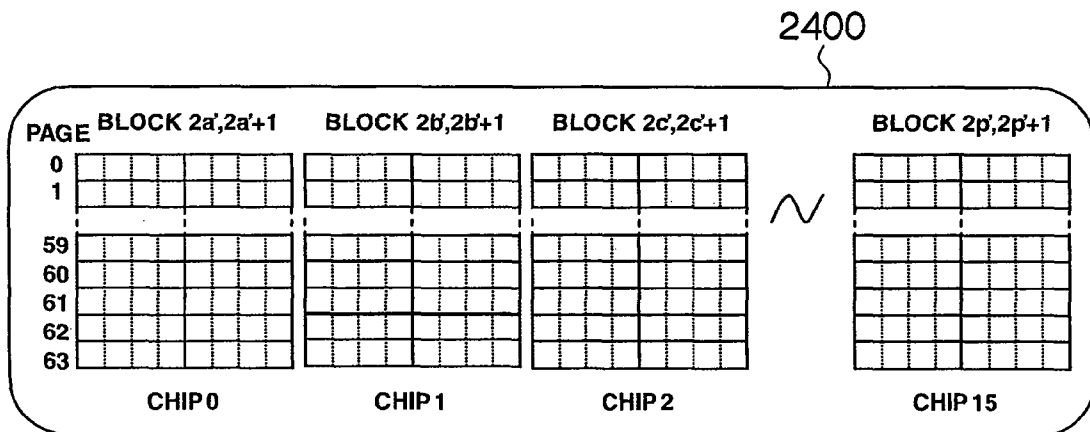 2400
BLOCK 2a',2a'+1 BLOCK 2b',2b'+1 BLOCK 2c',2c'+1 BLOCK 2p',2p'+1
PAGE
0
1
59
60
61
62
63
CHIP 0 CHIP 1 CHIP 2 CHIP 15